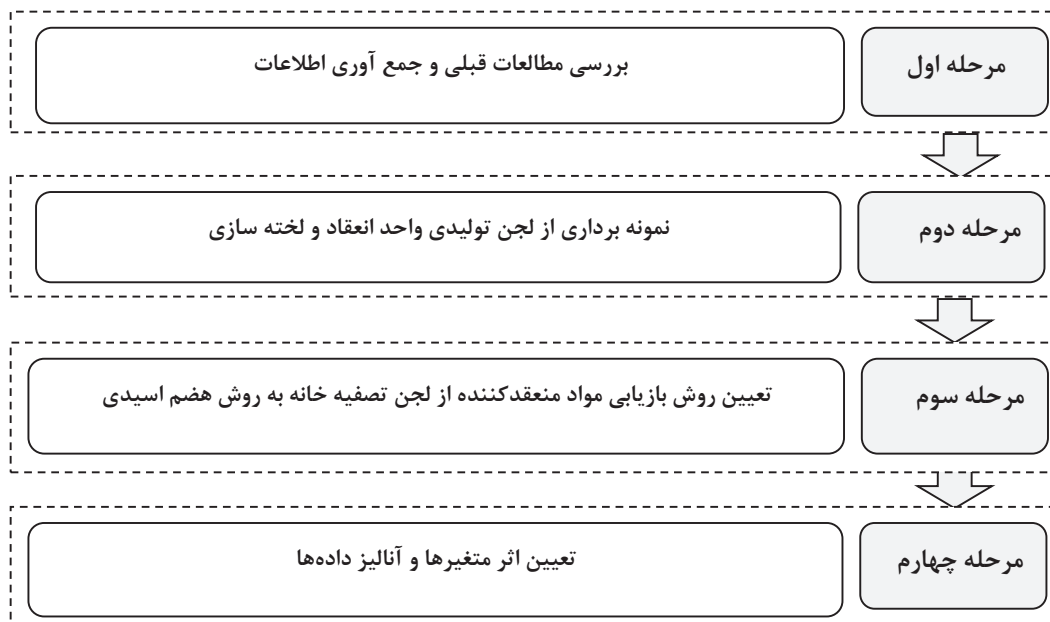 مرحله اول
بررسی مطالعات قبلی و جمع آوری اطلاعات
مرحله دوم
نمونه برداری از لجن تولیدی واحد انعقاد و لخته سازی
مرحله سوم
تعیین روش بازیابی مواد منعقدکننده از لجن تصفیه خانه به روش هضم اسیدی
مرحله چهارم
تعیین اثر متغیرها و آنالیز داده‌ها